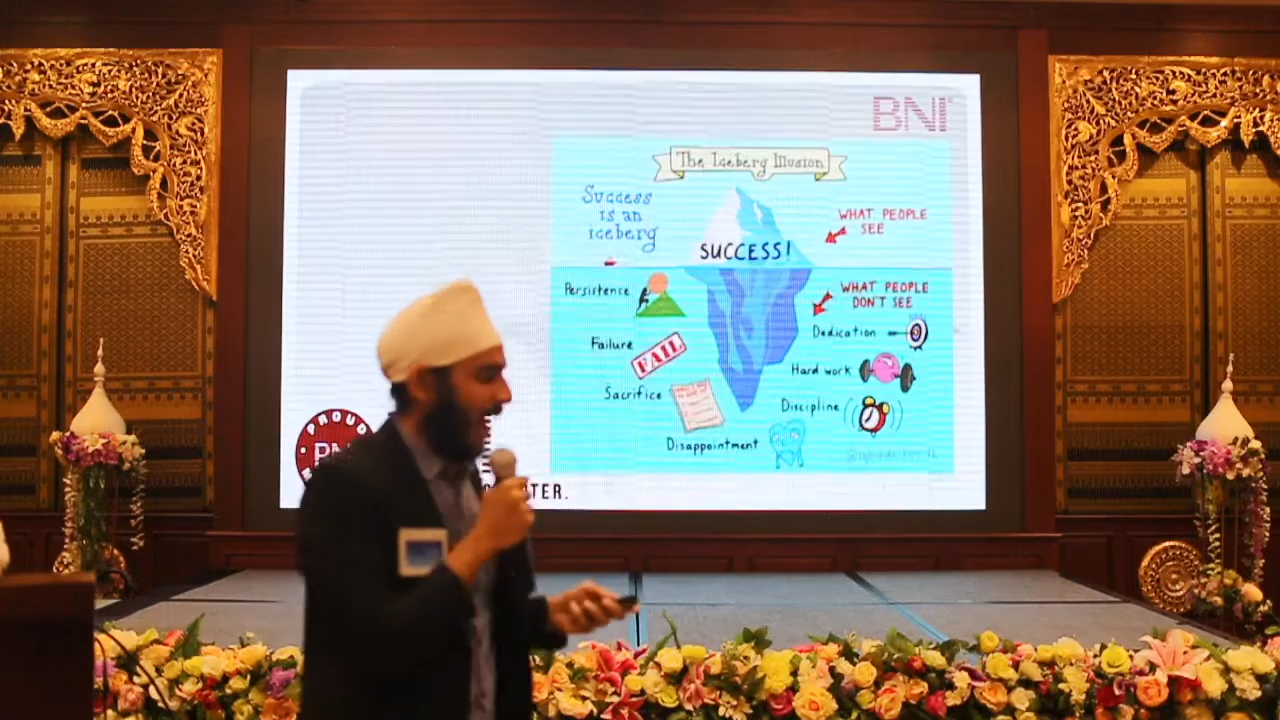 BNI
The Iceberg Illusion
Success
is an
iceberg
WHAT PEOPLE
SEE
SUCCESS!
Persistence
WHAT PEOPLE
DON'T SEE
Dedication
Failure
FAIL
Hard work
Sacrifice
Discipline
Disappointment
PROUD